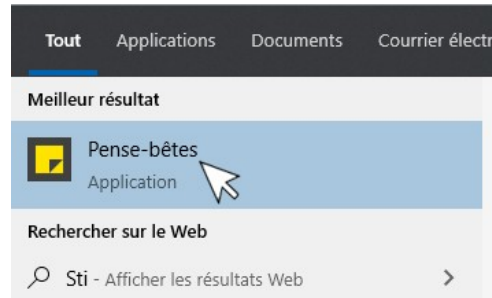 Tout Applications Documents Courrier électr
Meilleur résultat
Pense-bêtes
Application
Rechercher sur le Web
Sti - Afficher les résultats Web